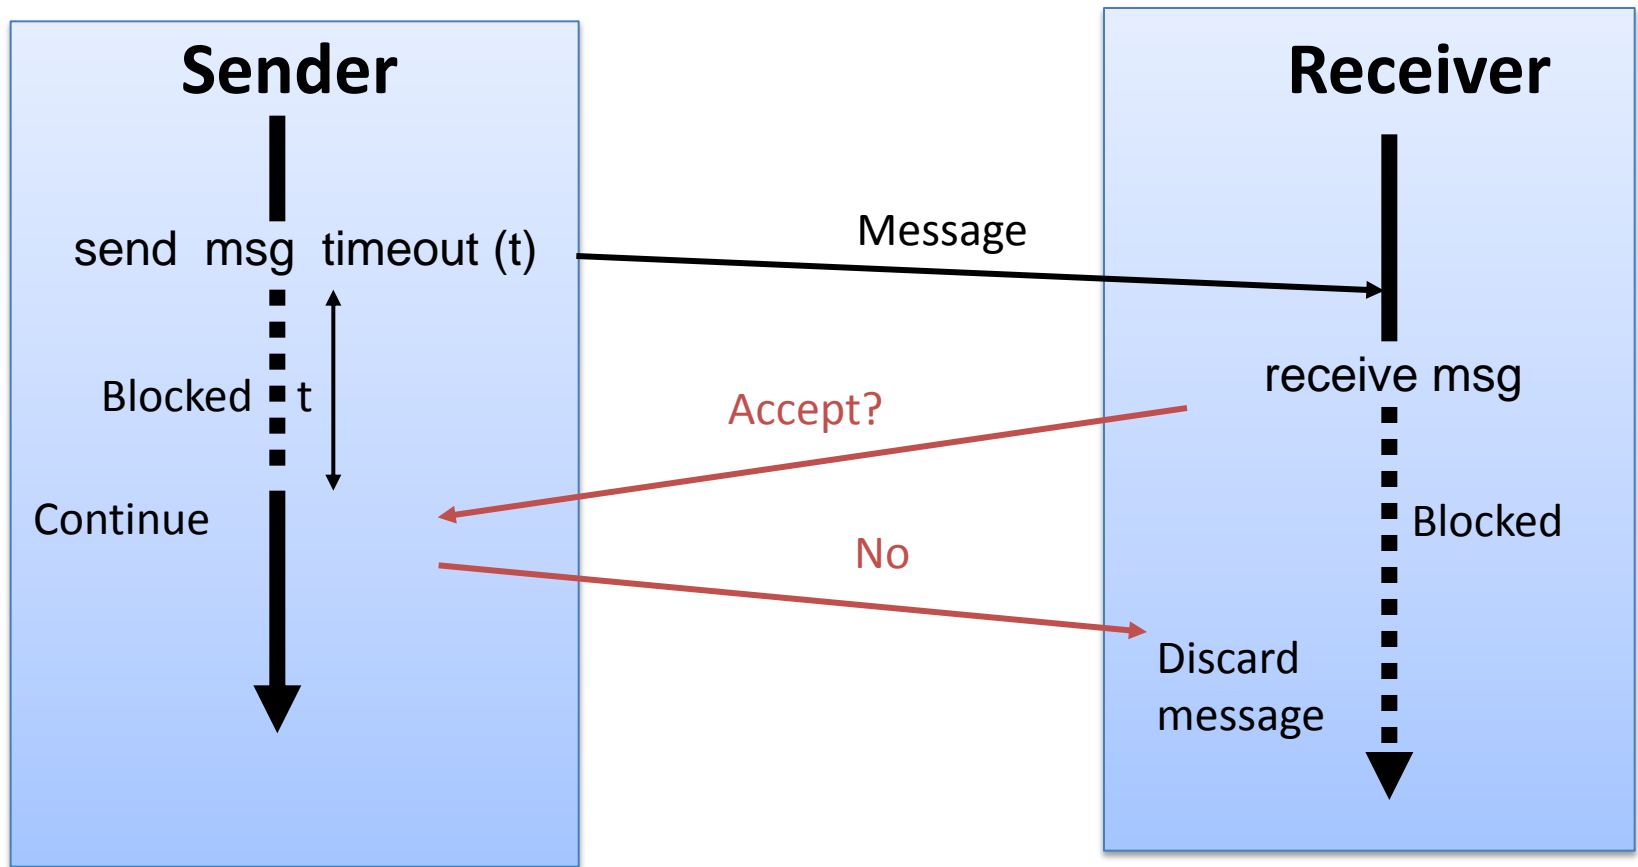 Sender
Receiver
send msg timeout (t)
Message
receive msg
Blocked
t
Accept?
Continue
Blocked
No
Discard
message